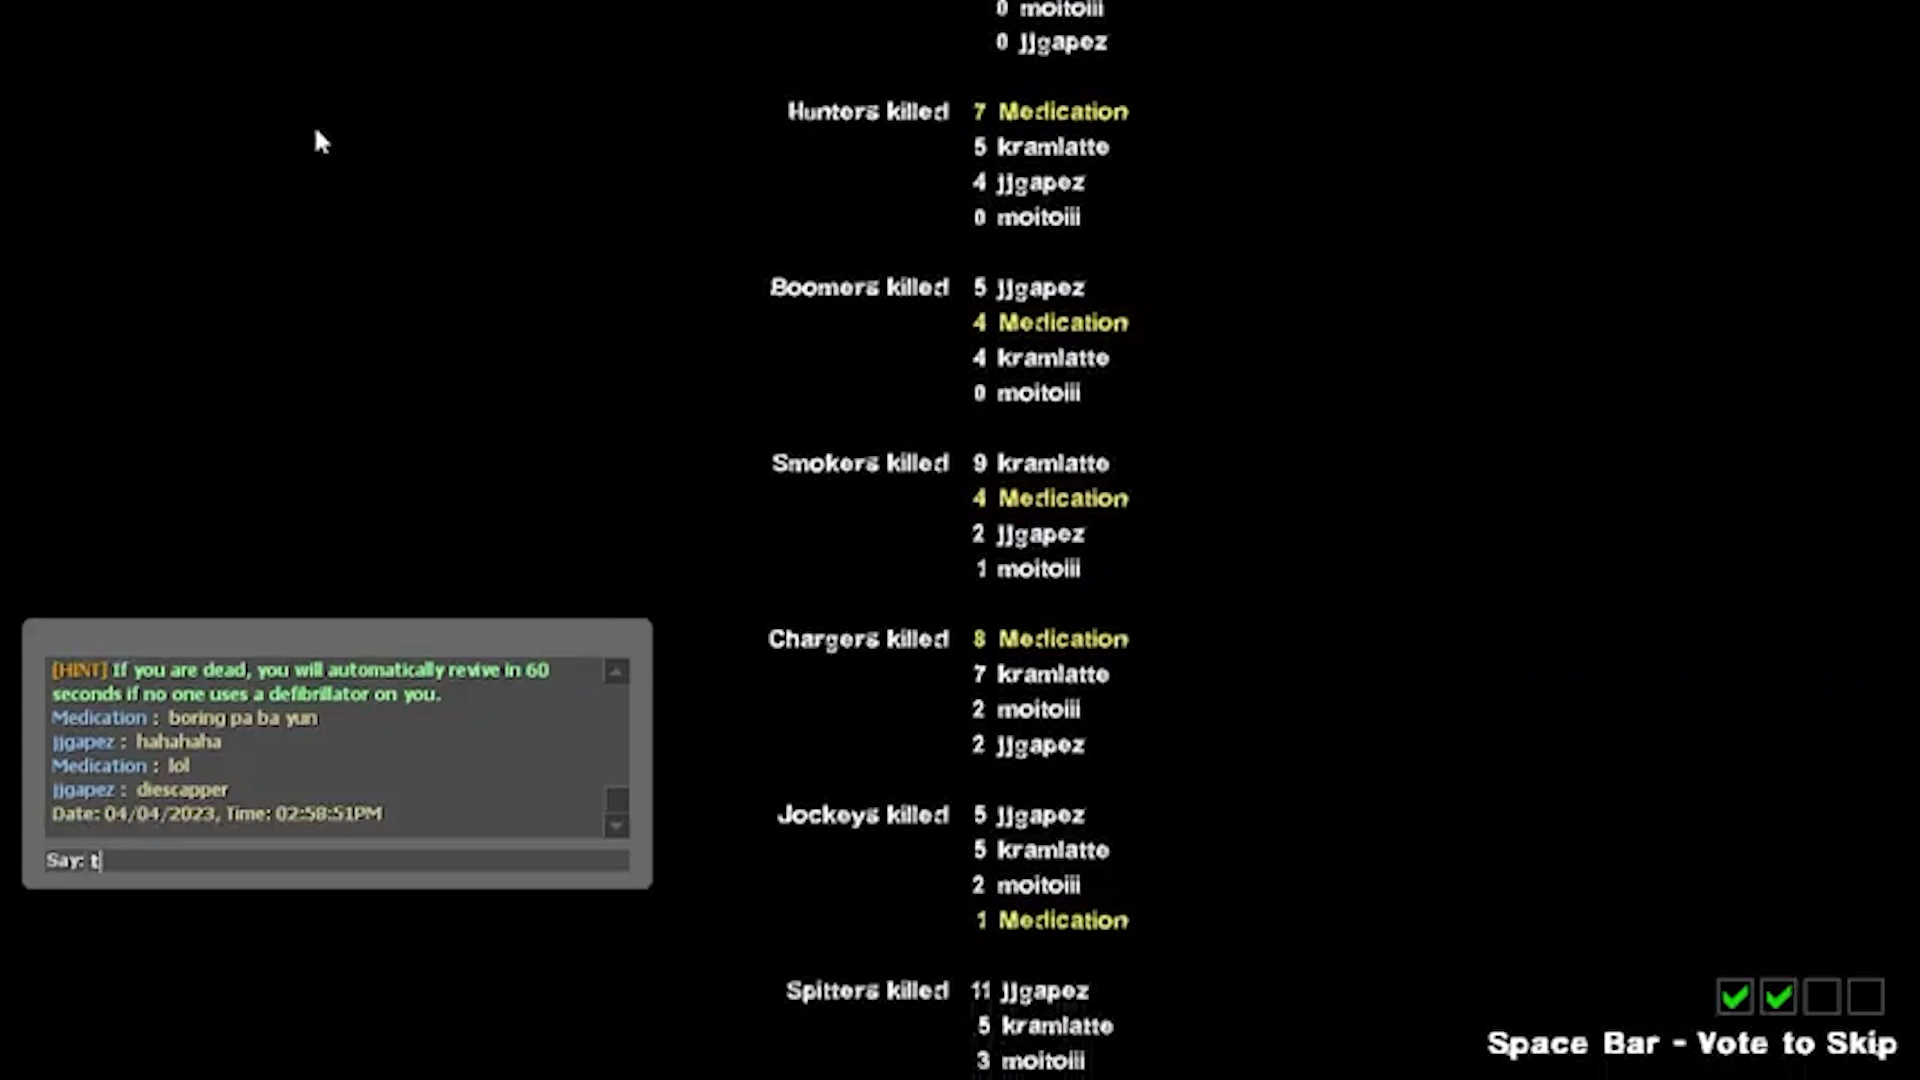 0 moitoiii
0 jjgapez
Hunters killed 7 Medication
5 kramlatte
4 jjgapez
0 moitoiii
Boomers killed 5 jjgapez
4 Medication
4 kramlatte
0 moitoiii
Smokers killed 9 kramlatte
4 Medication
2 jjgapez
1 moitoiii
Chargers killed 8 Medication
7 kramlatte
2 moitoiii
2 jjgapez
Jockeys killed 5 jjgapez
5 kramlatte
2 moitoiii
1 Medication
Spitters killed 11 jjgapez
5 kramlatte
3 moitoiii
[HINT] If you are dead, you will automatically revive in 60
seconds if no one uses a defibrillator on you.
Medication : boring pa ba yun
jjgapez : hahahaha
Medication : lol
jjgapez : diescapper
Date: 04/04/2023, Time: 02:58:51PM
Say: t
Space Bar - Vote to Skip